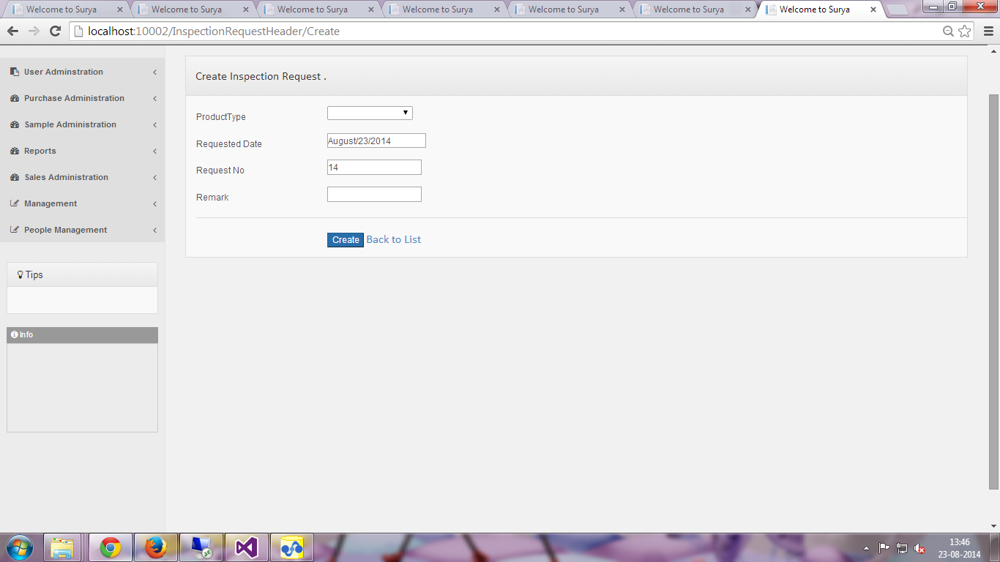 Welcome to Surya Welcome to Surya Welcome to Surya Welcome to Surya Welcome to Surya Welcome to Surya Welcome to Surya
localhost:10002/InspectionRequestHeader/Create
User Adminstration
Purchase Administration
Sample Administration
Reports
Sales Administration
Management
People Management
Tips
Info
Create Inspection Request .
ProductType
Requested Date August/23/2014
Request No 14
Remark
Create Back to List
13:46
23-08-2014